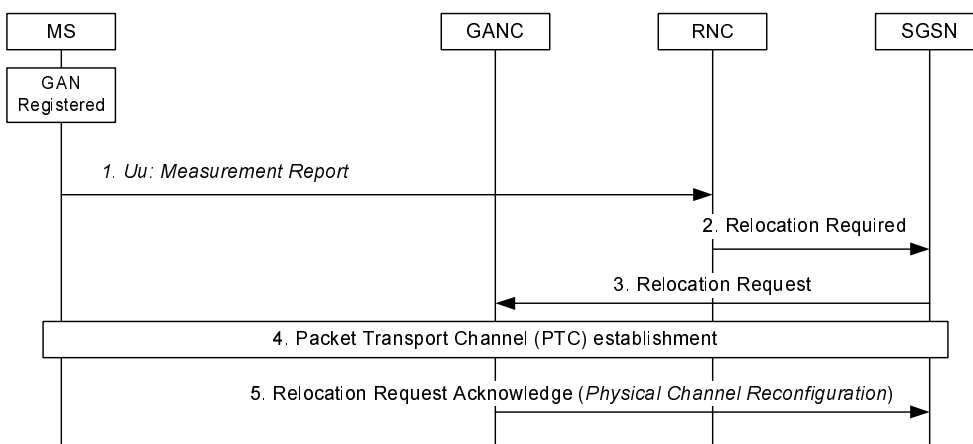 MS
GANC
RNC
SGSN
GAN
Registered
1. Uu: Measurement Report
2. Relocation Required
3. Relocation Request
4. Packet Transport Channel (PTC) establishment
5. Relocation Request Acknowledge (Physical Channel Reconfiguration)